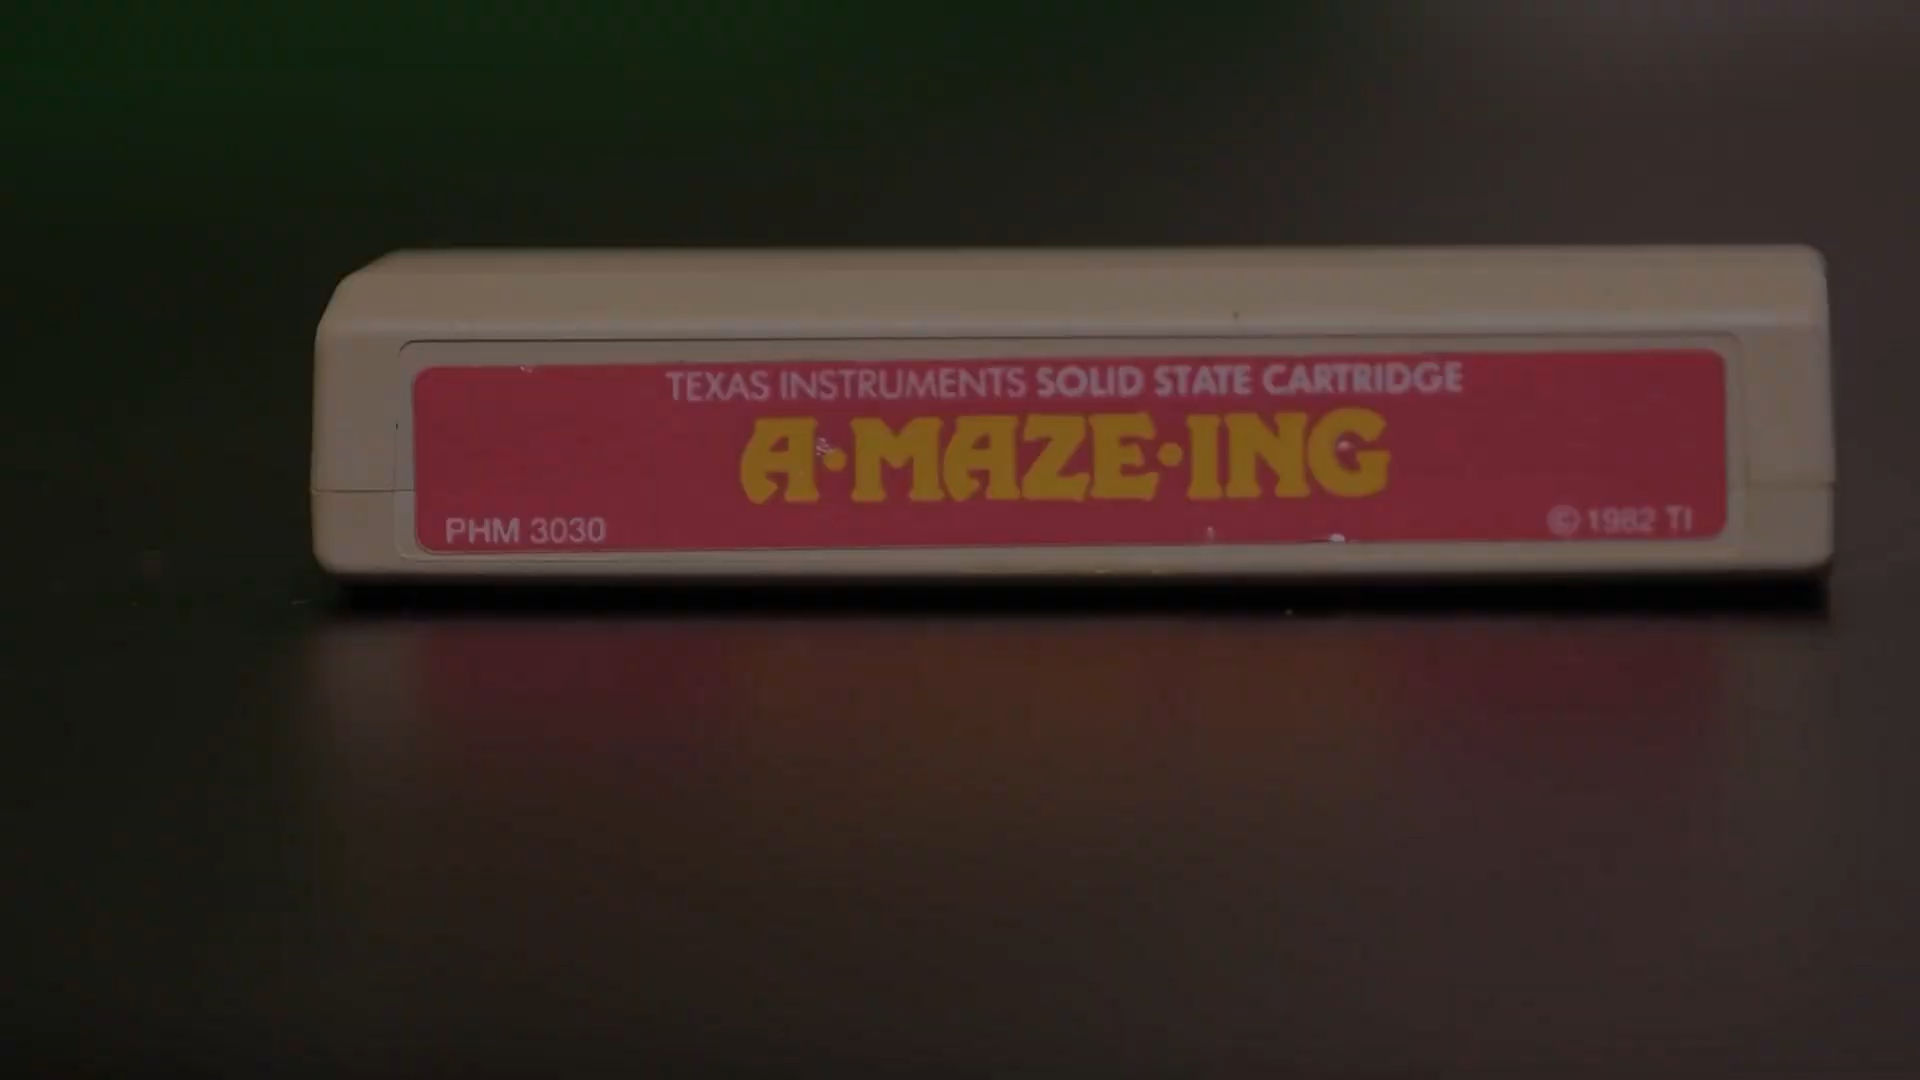 TEXAS INSTRUMENTS SOLID STATE CARTRIDGE
A·MAZE·ING
PHM 3030
© 1982 TI